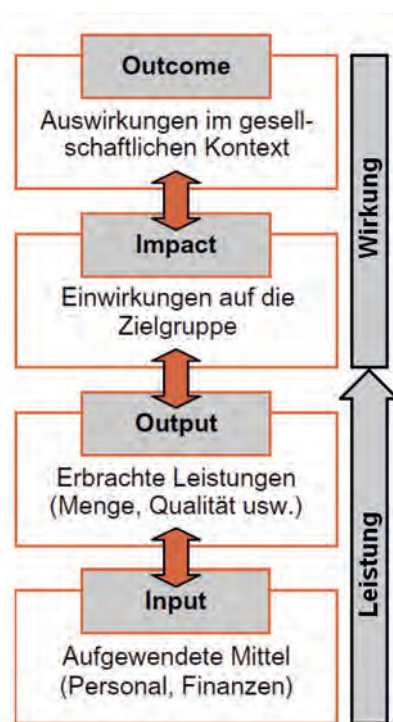 Outcome
Auswirkungen im gesell-
schaftlichen Kontext
Impact
Einwirkungen auf die
Zielgruppe
Output
Erbrachte Leistungen
(Menge, Qualität usw.)
Input
Aufgewendete Mittel
(Personal, Finanzen)
Wirkung
Leistung